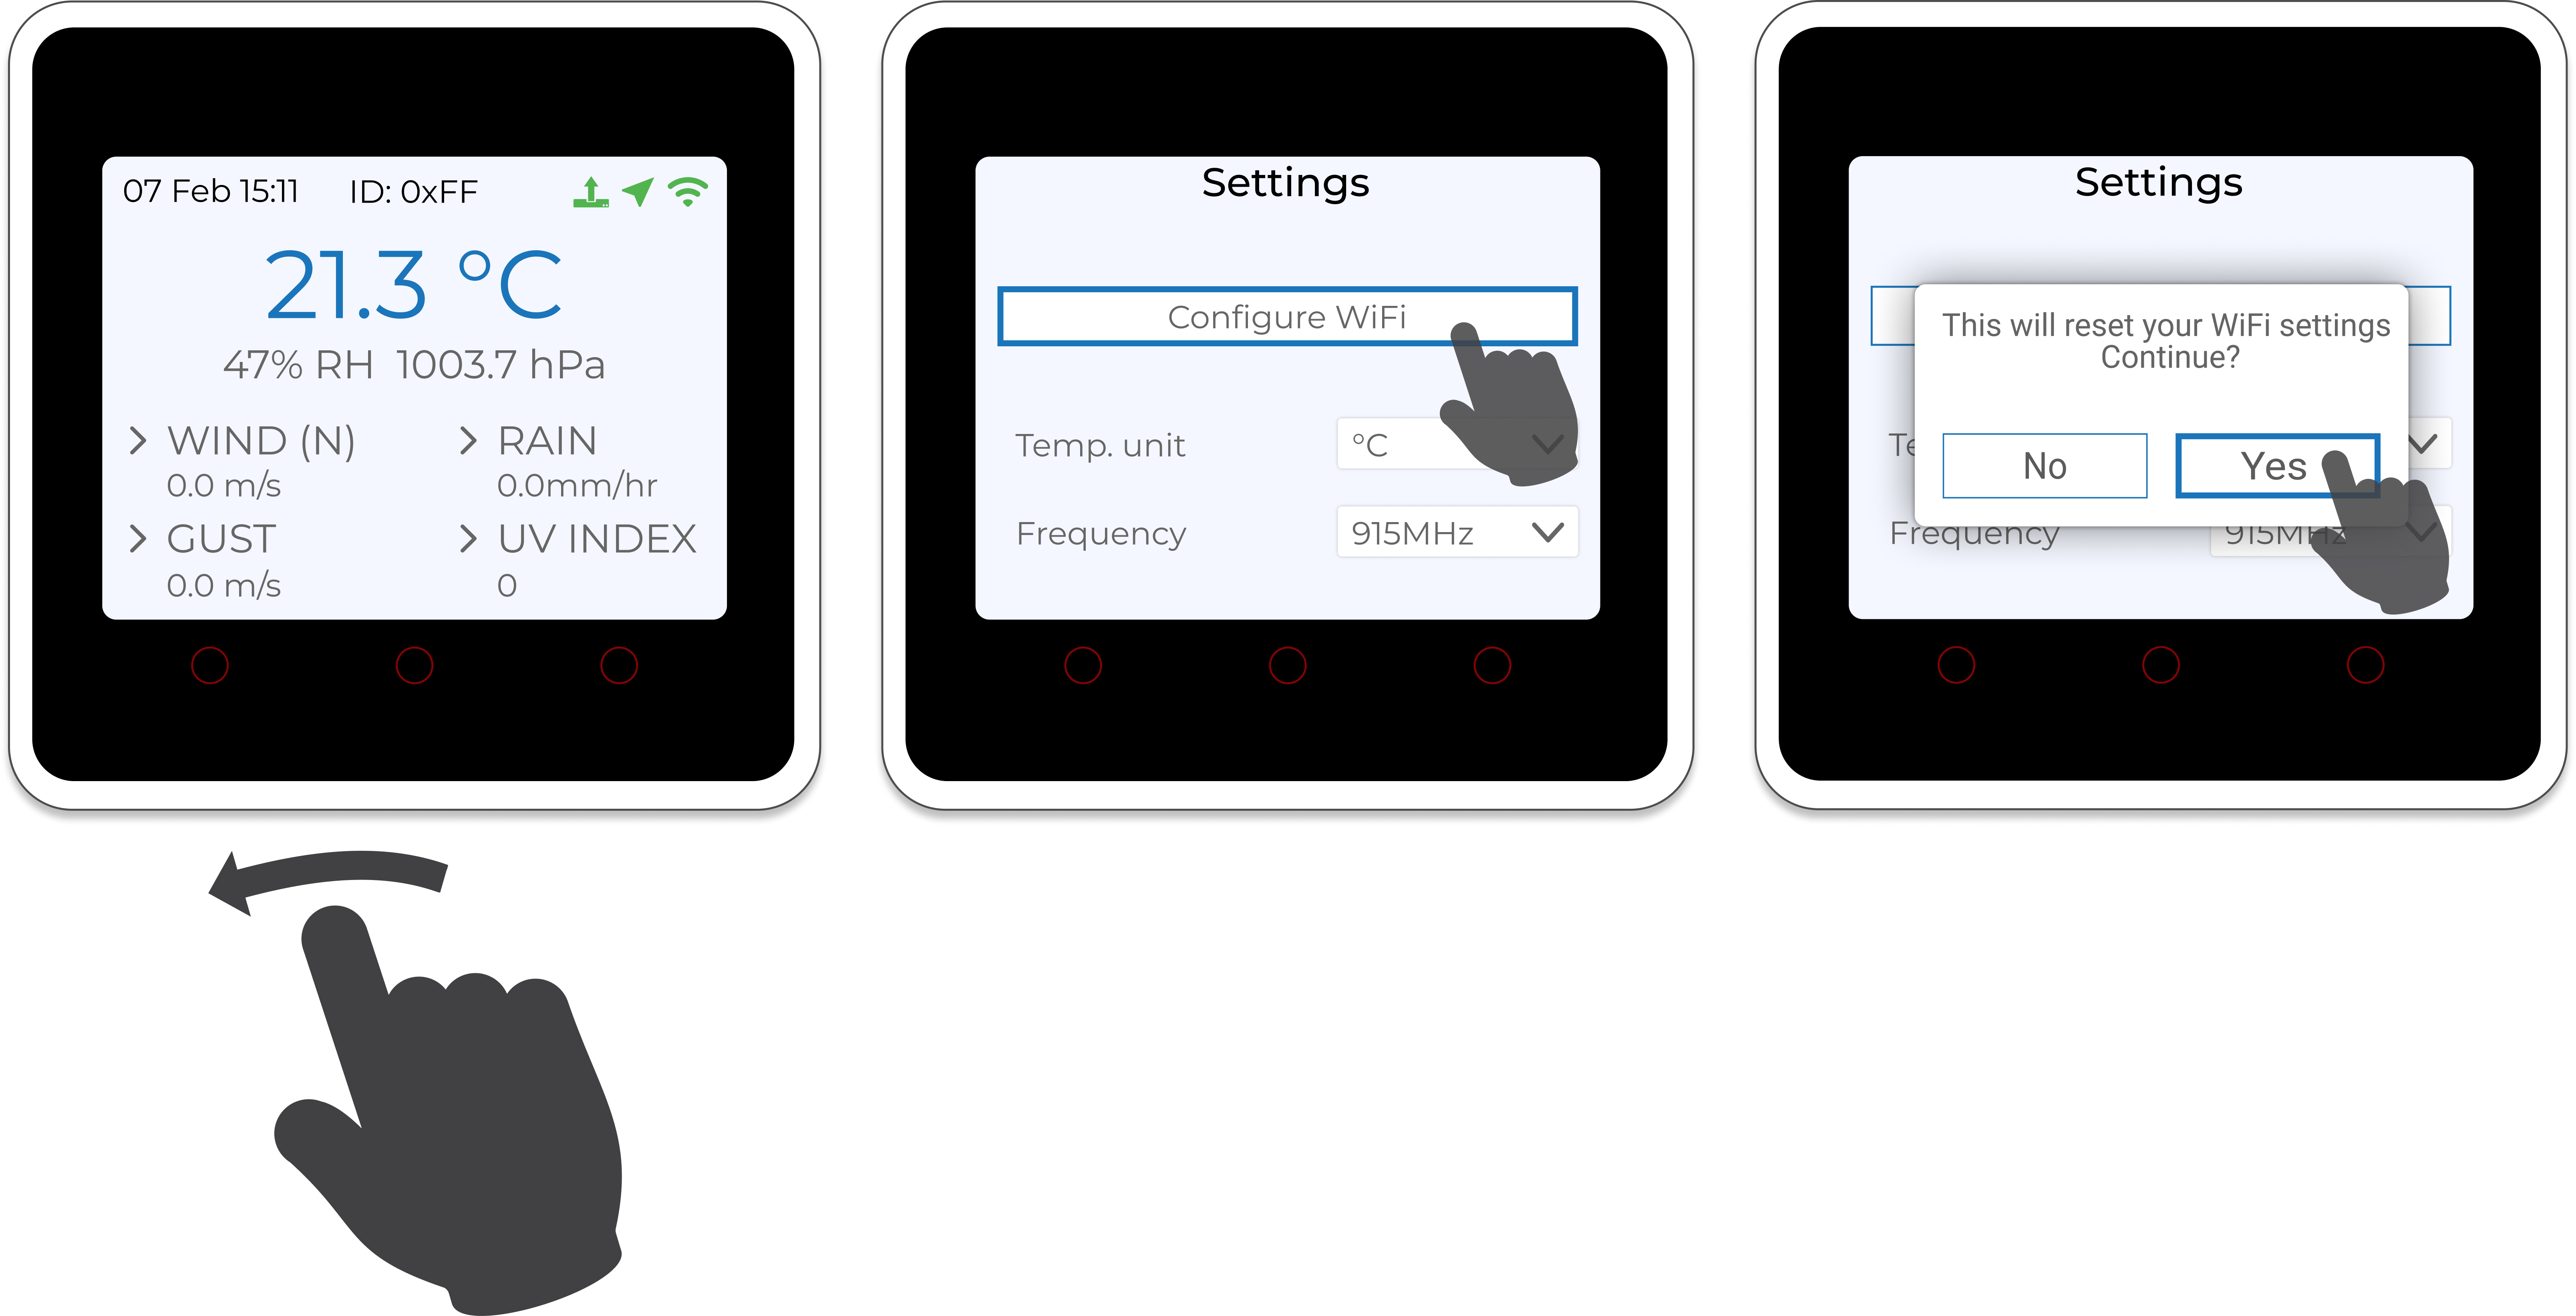 07 Feb 15:11 ID: 0xFF
21.3 °C
47% RH 1003.7 hPa
> WIND (N)
0.0 m/s
> RAIN
0.0mm/hr
> GUST
0.0 m/s
> UV INDEX
0
Settings
Configure WiFi
Temp. unit °C
Frequency 915MHz
Settings
This will reset your WiFi settings
Continue?
No Yes
Te
Frequency 915MHz